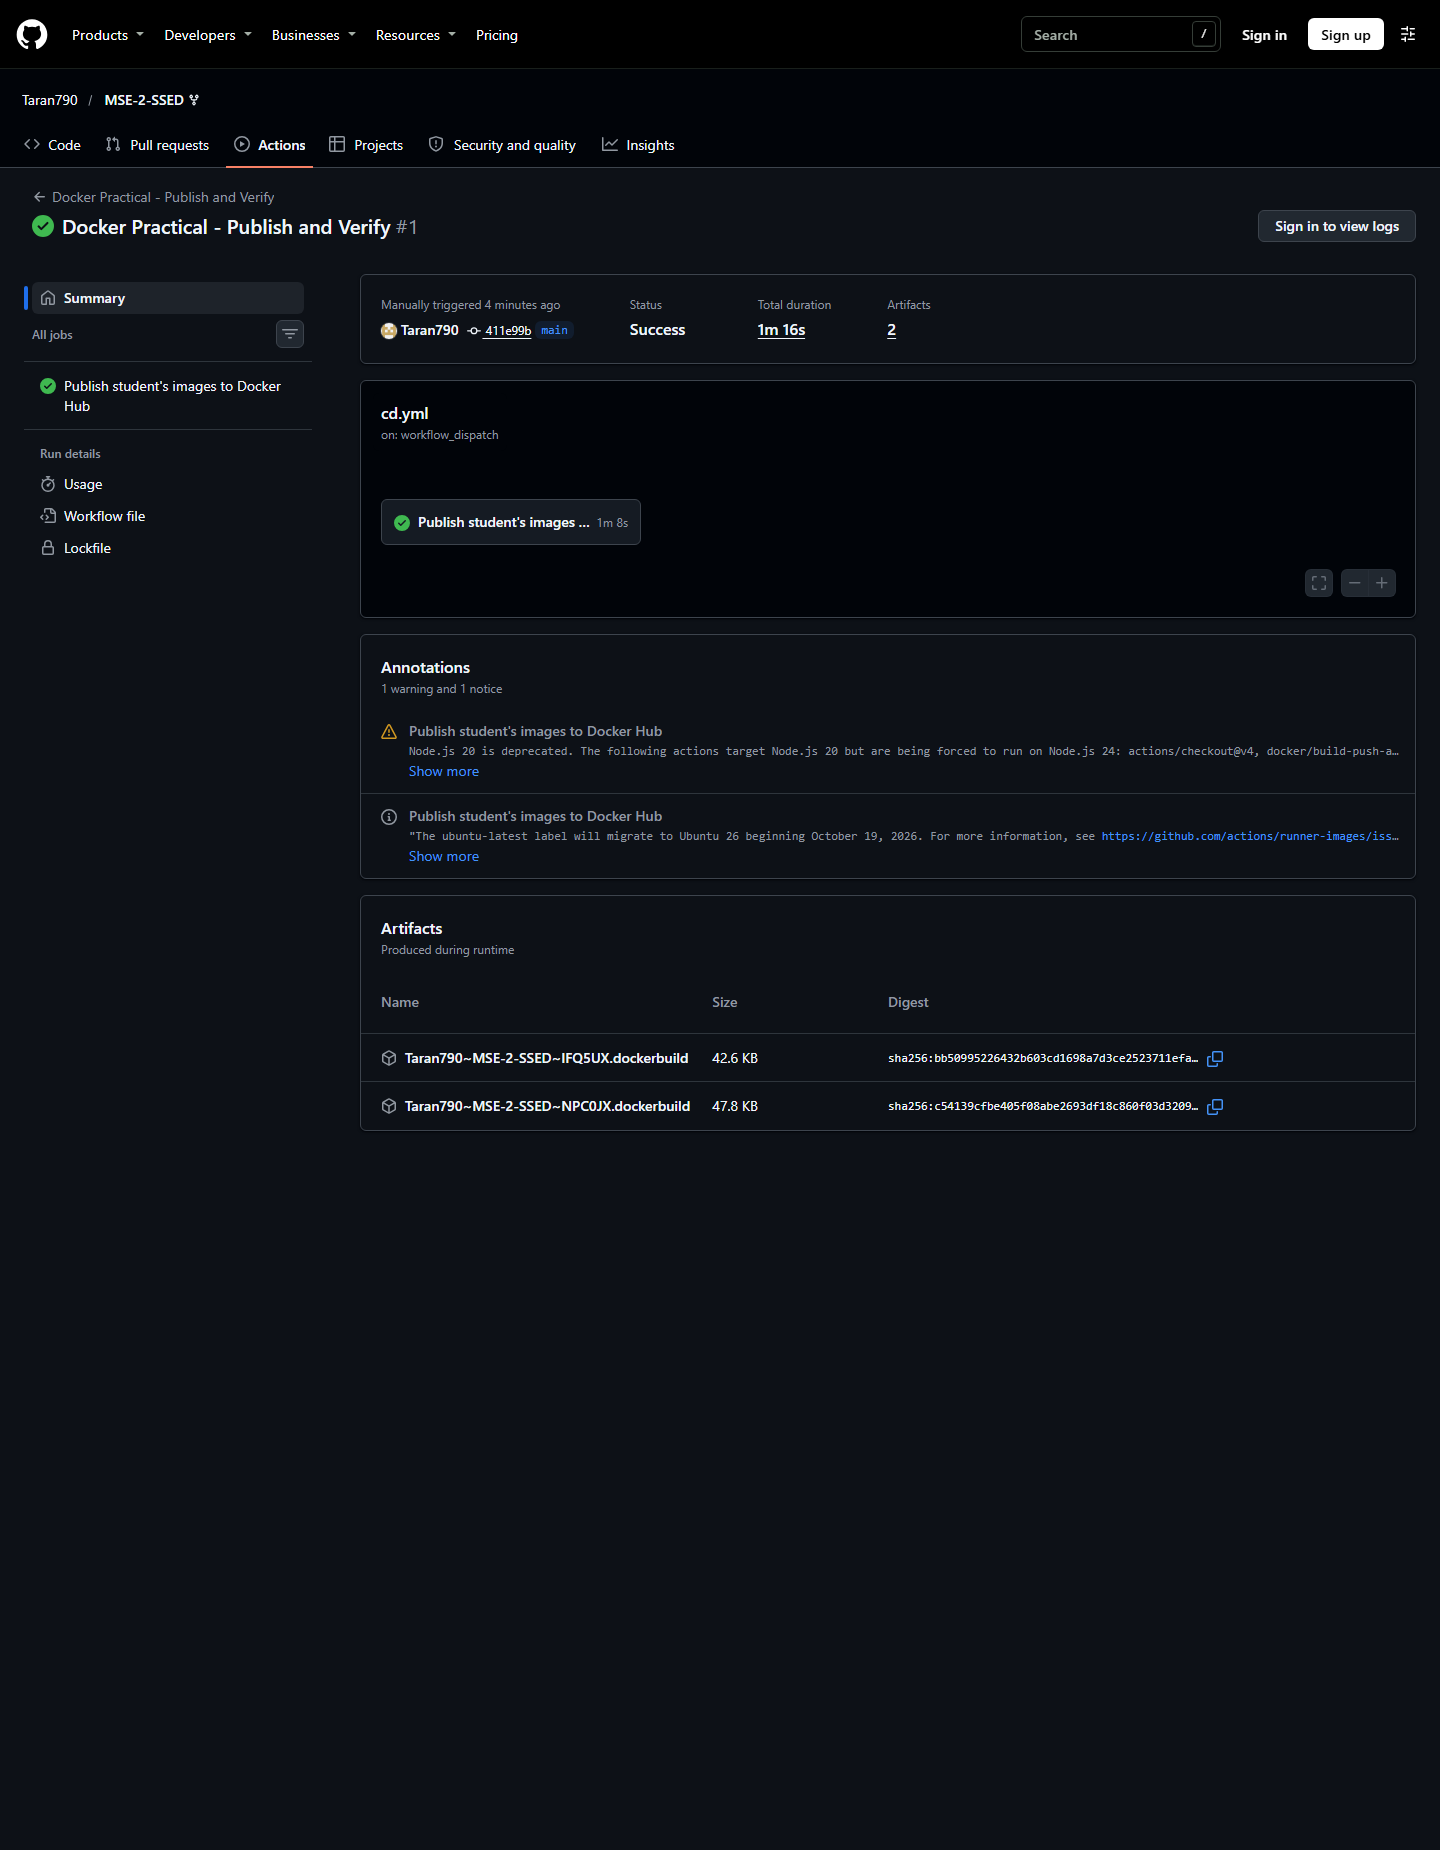 Products
Developers
Businesses
Resources
Pricing
Search
/
Sign in
Sign up
Taran790 / MSE-2-SSED
Code
Pull requests
Actions
Projects
Security and quality
Insights
Docker Practical - Publish and Verify
Docker Practical - Publish and Verify #1
Sign in to view logs
Summary
All jobs
Publish student's images to Docker
Hub
Run details
Usage
Workflow file
Lockfile
Manually triggered 4 minutes ago
Taran790 411e99b main
Status
Success
Total duration
1m 16s
Artifacts
2
cd.yml
on: workflow_dispatch
Publish student's images ... 1m 8s
Annotations
1 warning and 1 notice
Publish student's images to Docker Hub
Node.js 20 is deprecated. The following actions target Node.js 20 but are being forced to run on Node.js 24: actions/checkout@v4, docker/build-push-a…
Show more
Publish student's images to Docker Hub
"The ubuntu-latest label will migrate to Ubuntu 26 beginning October 19, 2026. For more information, see https://github.com/actions/runner-images/iss…
Show more
Artifacts
Produced during runtime
Name Size Digest
Taran790~MSE-2-SSED~IFQ5UX.dockerbuild 42.6 KB sha256:bb50995226432b603cd1698a7d3ce2523711efa…
Taran790~MSE-2-SSED~NPC0JX.dockerbuild 47.8 KB sha256:c54139cfbe405f08abe2693df18c860f03d3209…